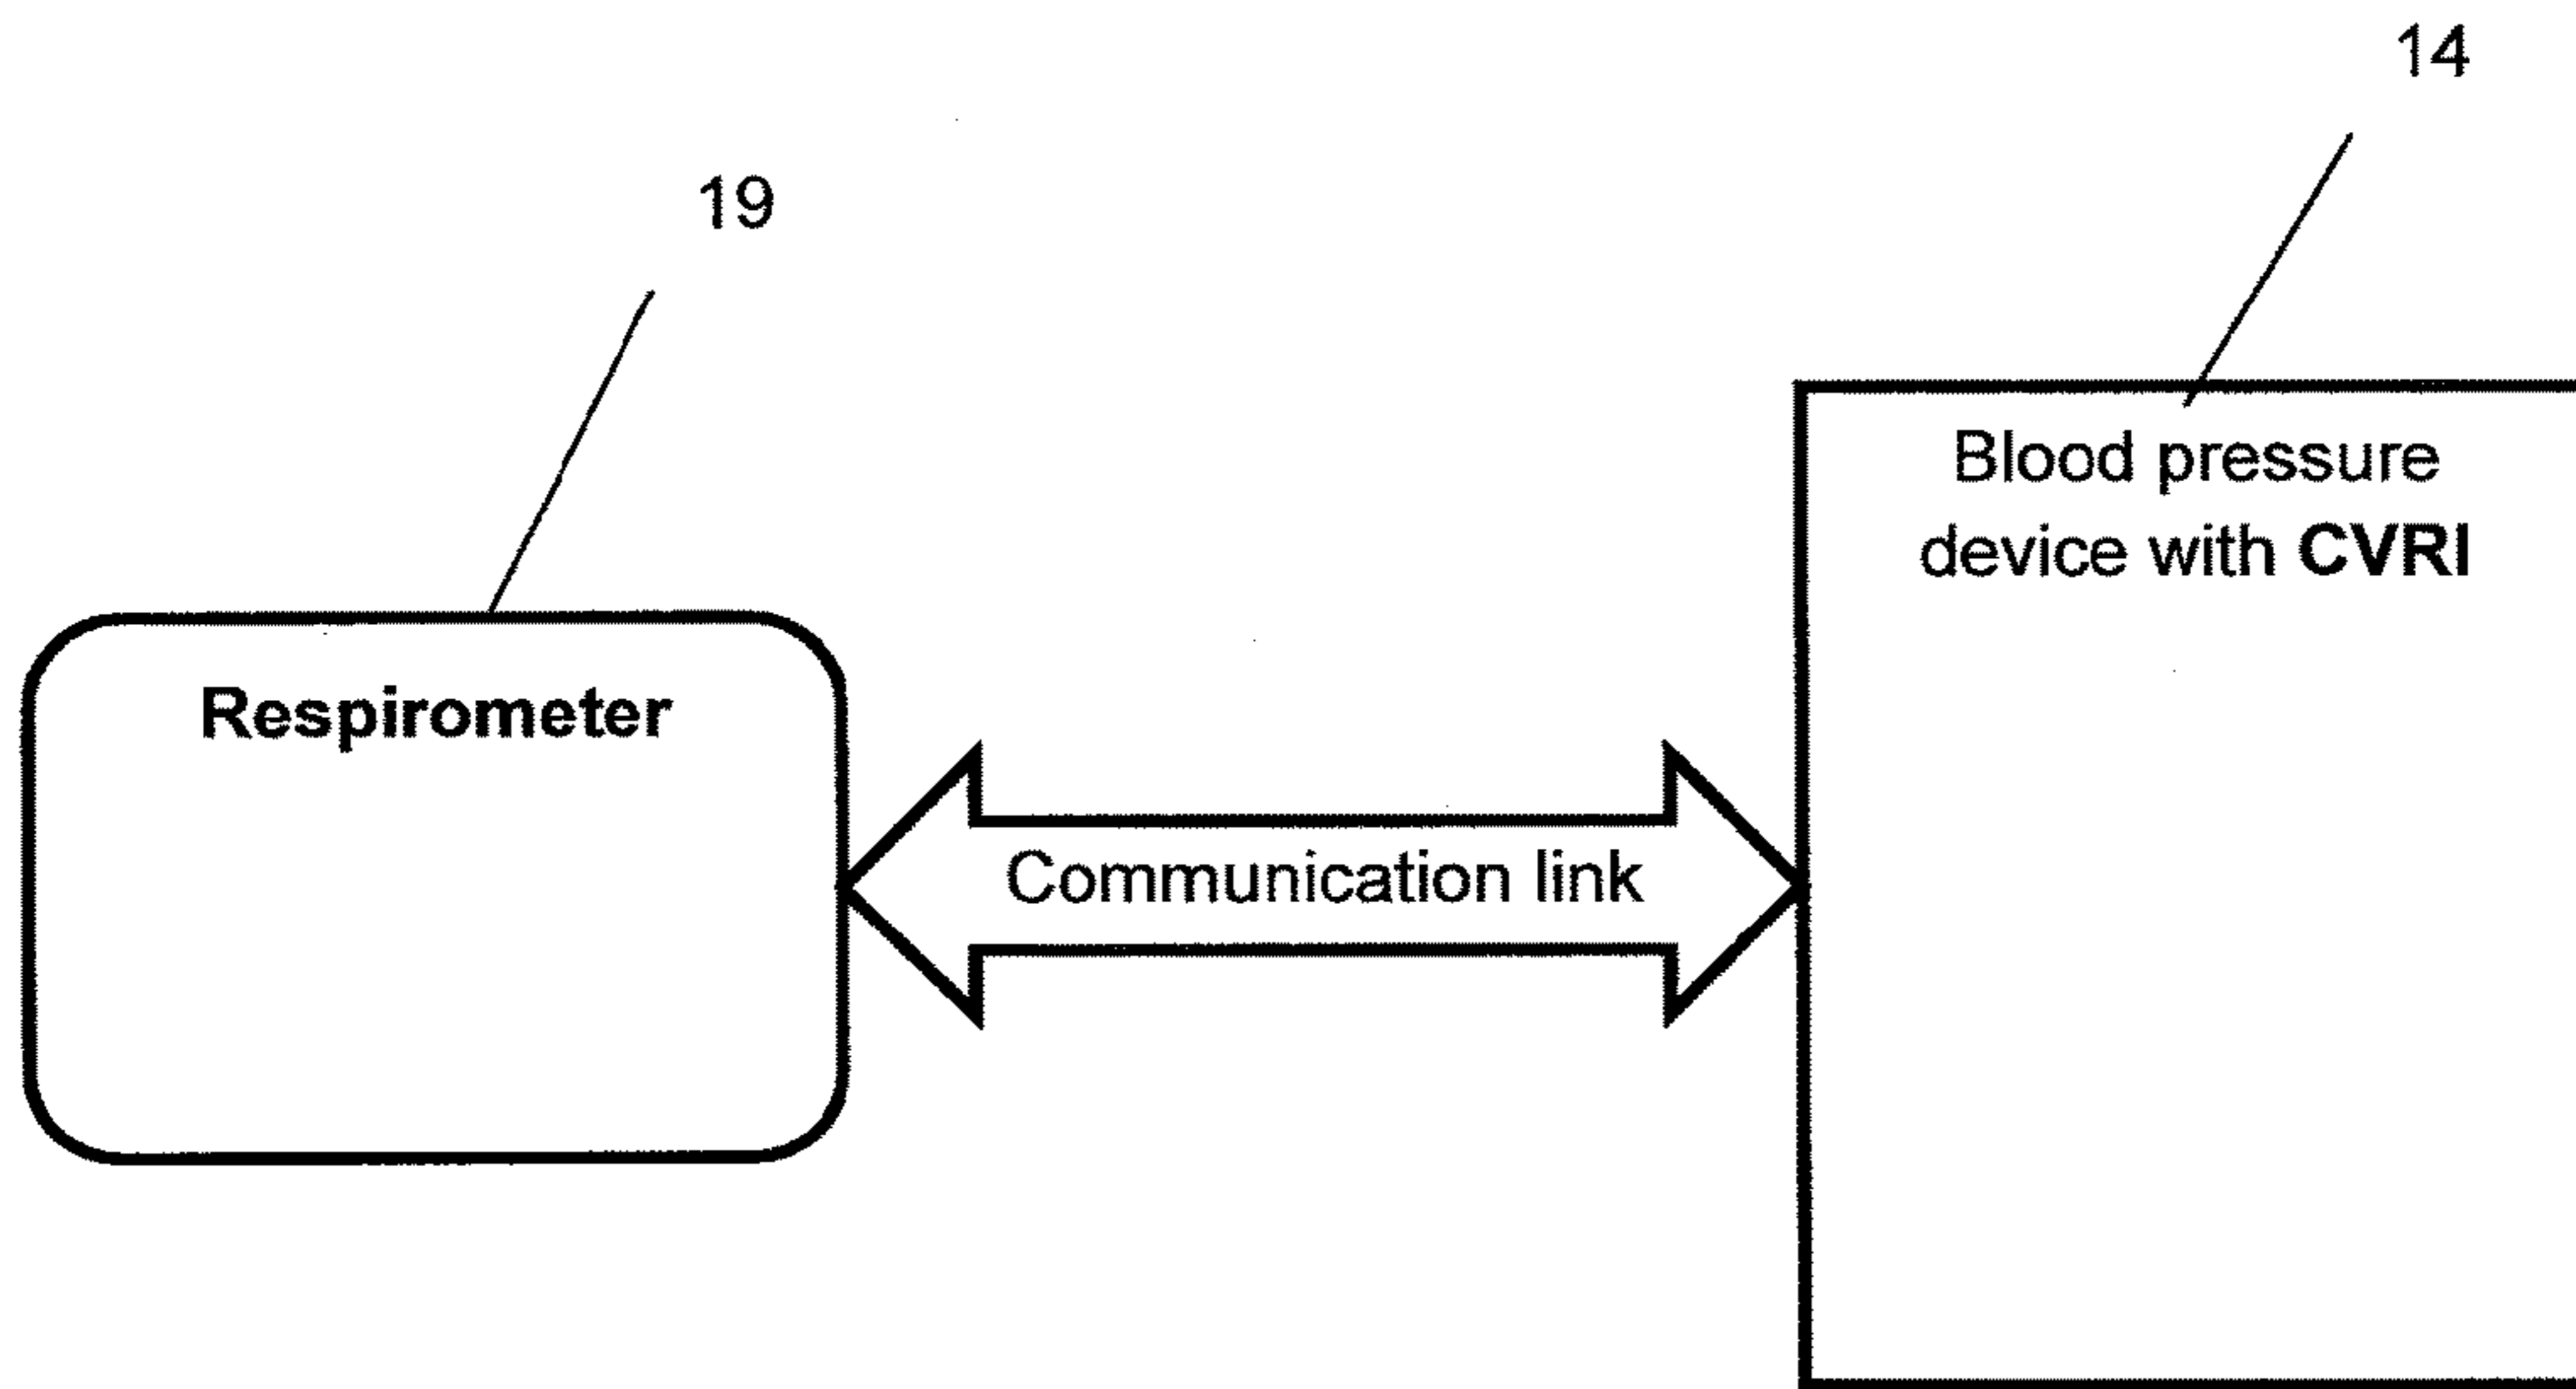 14
19
Blood pressure
device with CVRI
Respirometer
Communication link